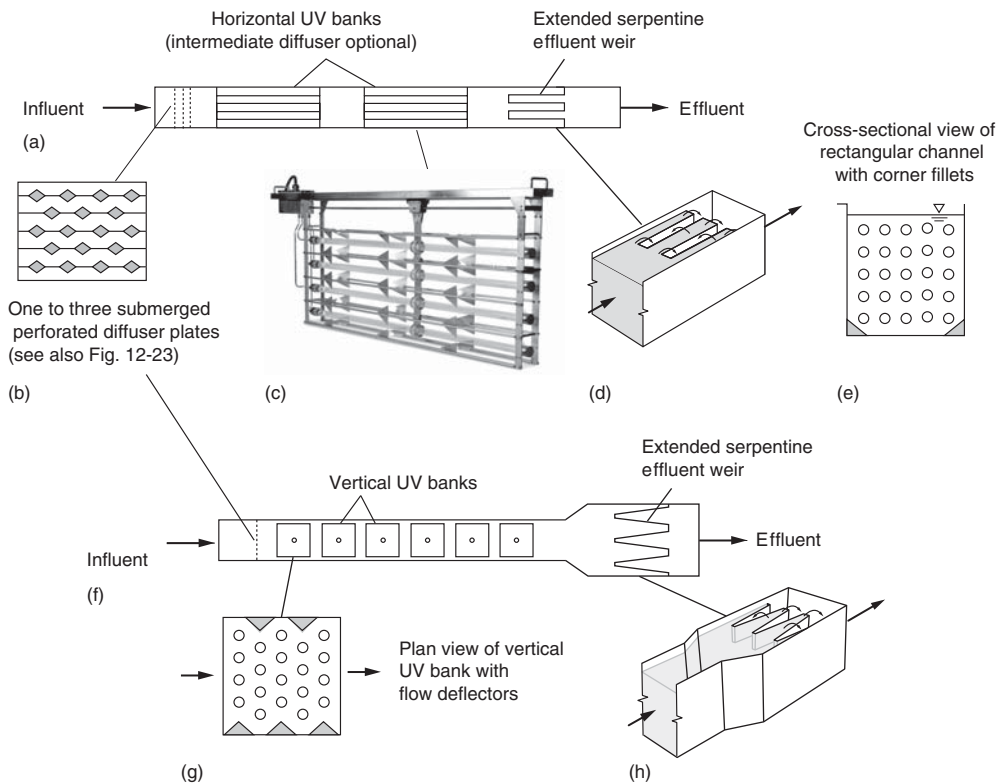 Horizontal UV banks
(intermediate diffuser optional)
Extended serpentine
effluent weir
Influent
Effluent
(a)
Cross-sectional view of
rectangular channel
with corner fillets
One to three submerged
perforated diffuser plates
(see also Fig. 12-23)
(b)
(c)
(d)
(e)
Extended serpentine
effluent weir
Vertical UV banks
Influent
Effluent
(f)
Plan view of vertical
UV bank with
flow deflectors
(g)
(h)